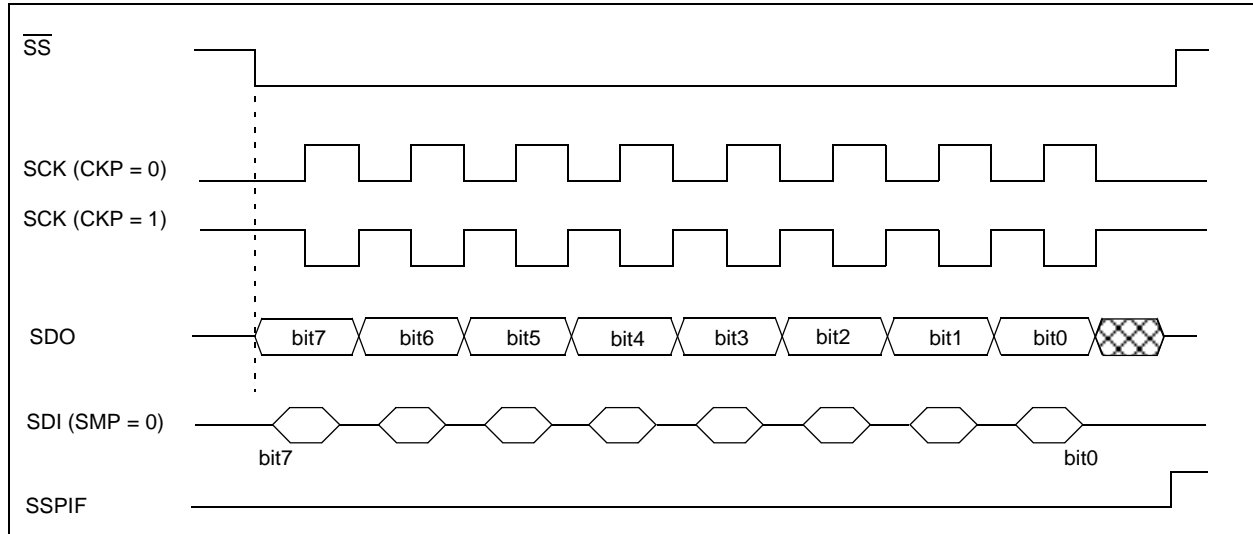 S̅S̅
SCK (CKP = 0)
SCK (CKP = 1)
SDO
bit7 bit6 bit5 bit4 bit3 bit2 bit1 bit0
SDI (SMP = 0)
bit7 bit0
SSPIF